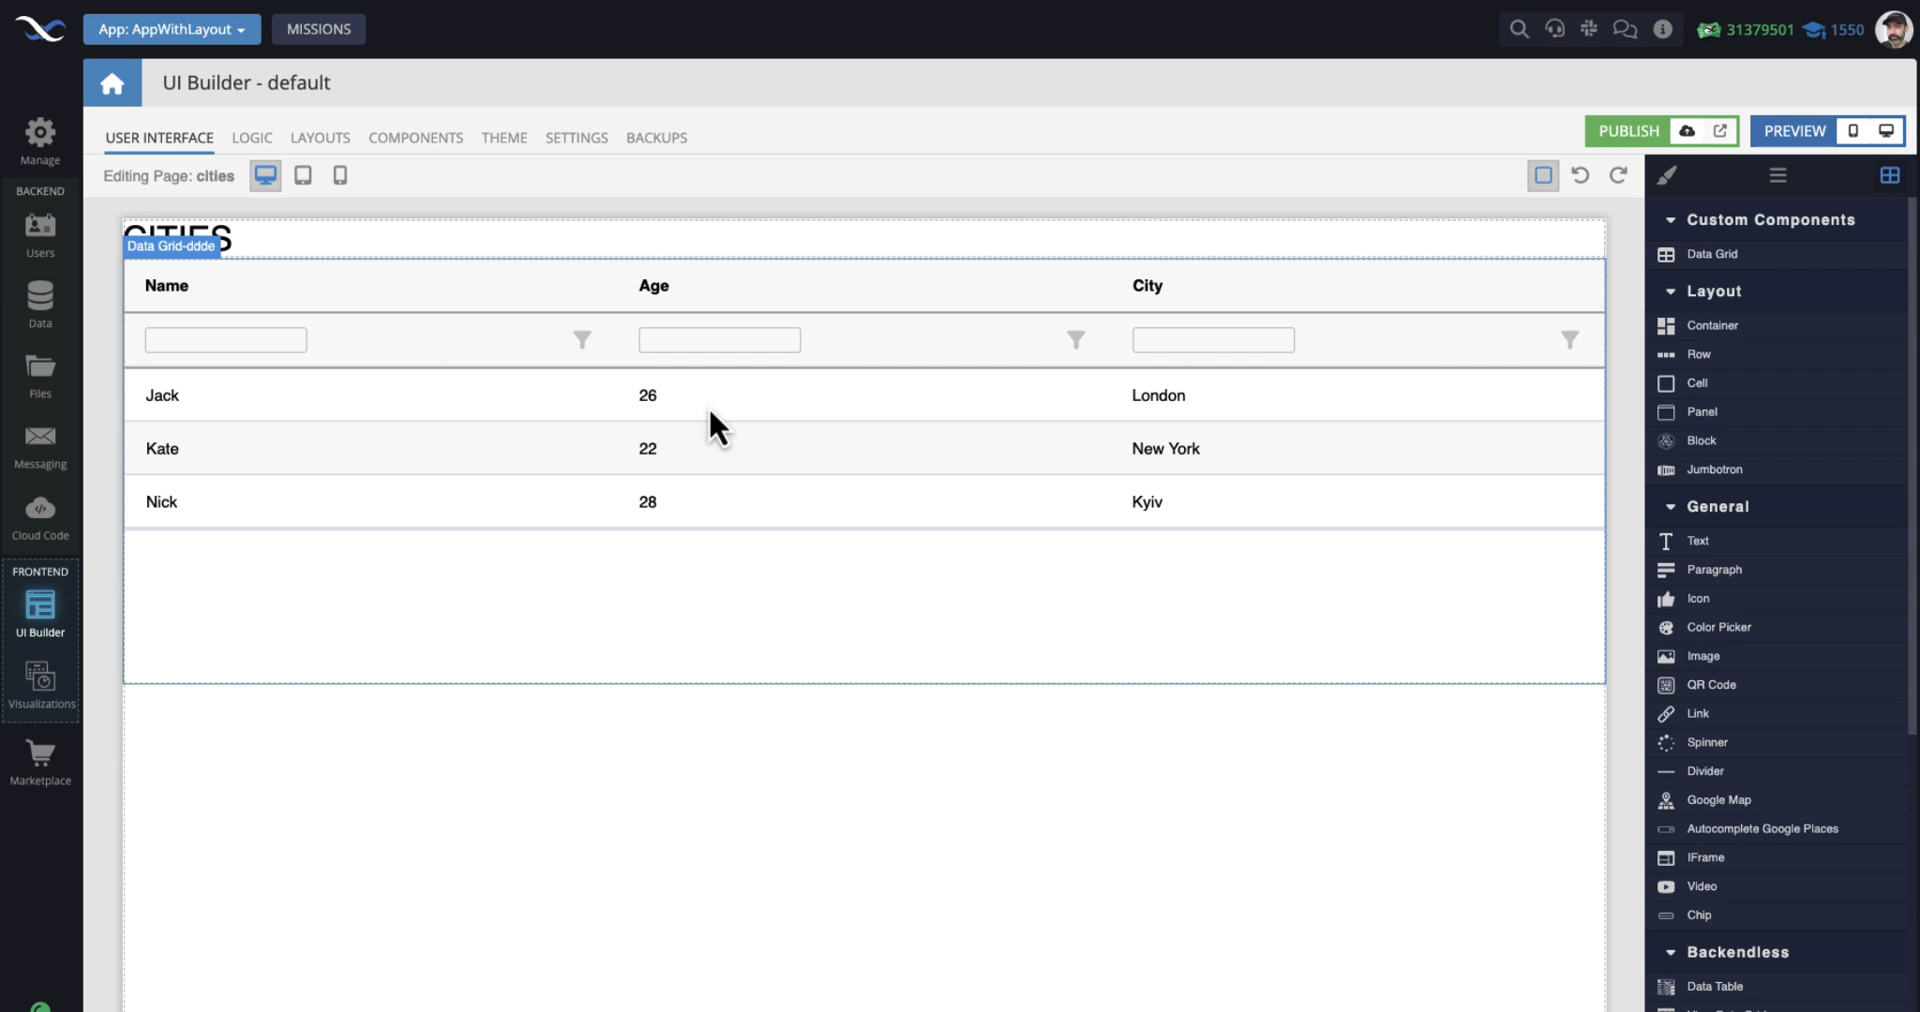 App: AppWithLayout
MISSIONS
31379501
1550
UI Builder - default
Manage
USER INTERFACE
LOGIC
LAYOUTS
COMPONENTS
THEME
SETTINGS
BACKUPS
PUBLISH
PREVIEW
Editing Page: cities
BACKEND
Users
Data
Files
Messaging
Cloud Code
FRONTEND
UI Builder
Visualizations
Marketplace
CITIES
Data Grid-ddde
Name
Age
City
Jack
26
London
Kate
22
New York
Nick
28
Kyiv
Custom Components
Data Grid
Layout
Container
Row
Cell
Panel
Block
Jumbotron
General
Text
Paragraph
Icon
Color Picker
Image
QR Code
Link
Spinner
Divider
Google Map
Autocomplete Google Places
IFrame
Video
Chip
Backendless
Data Table